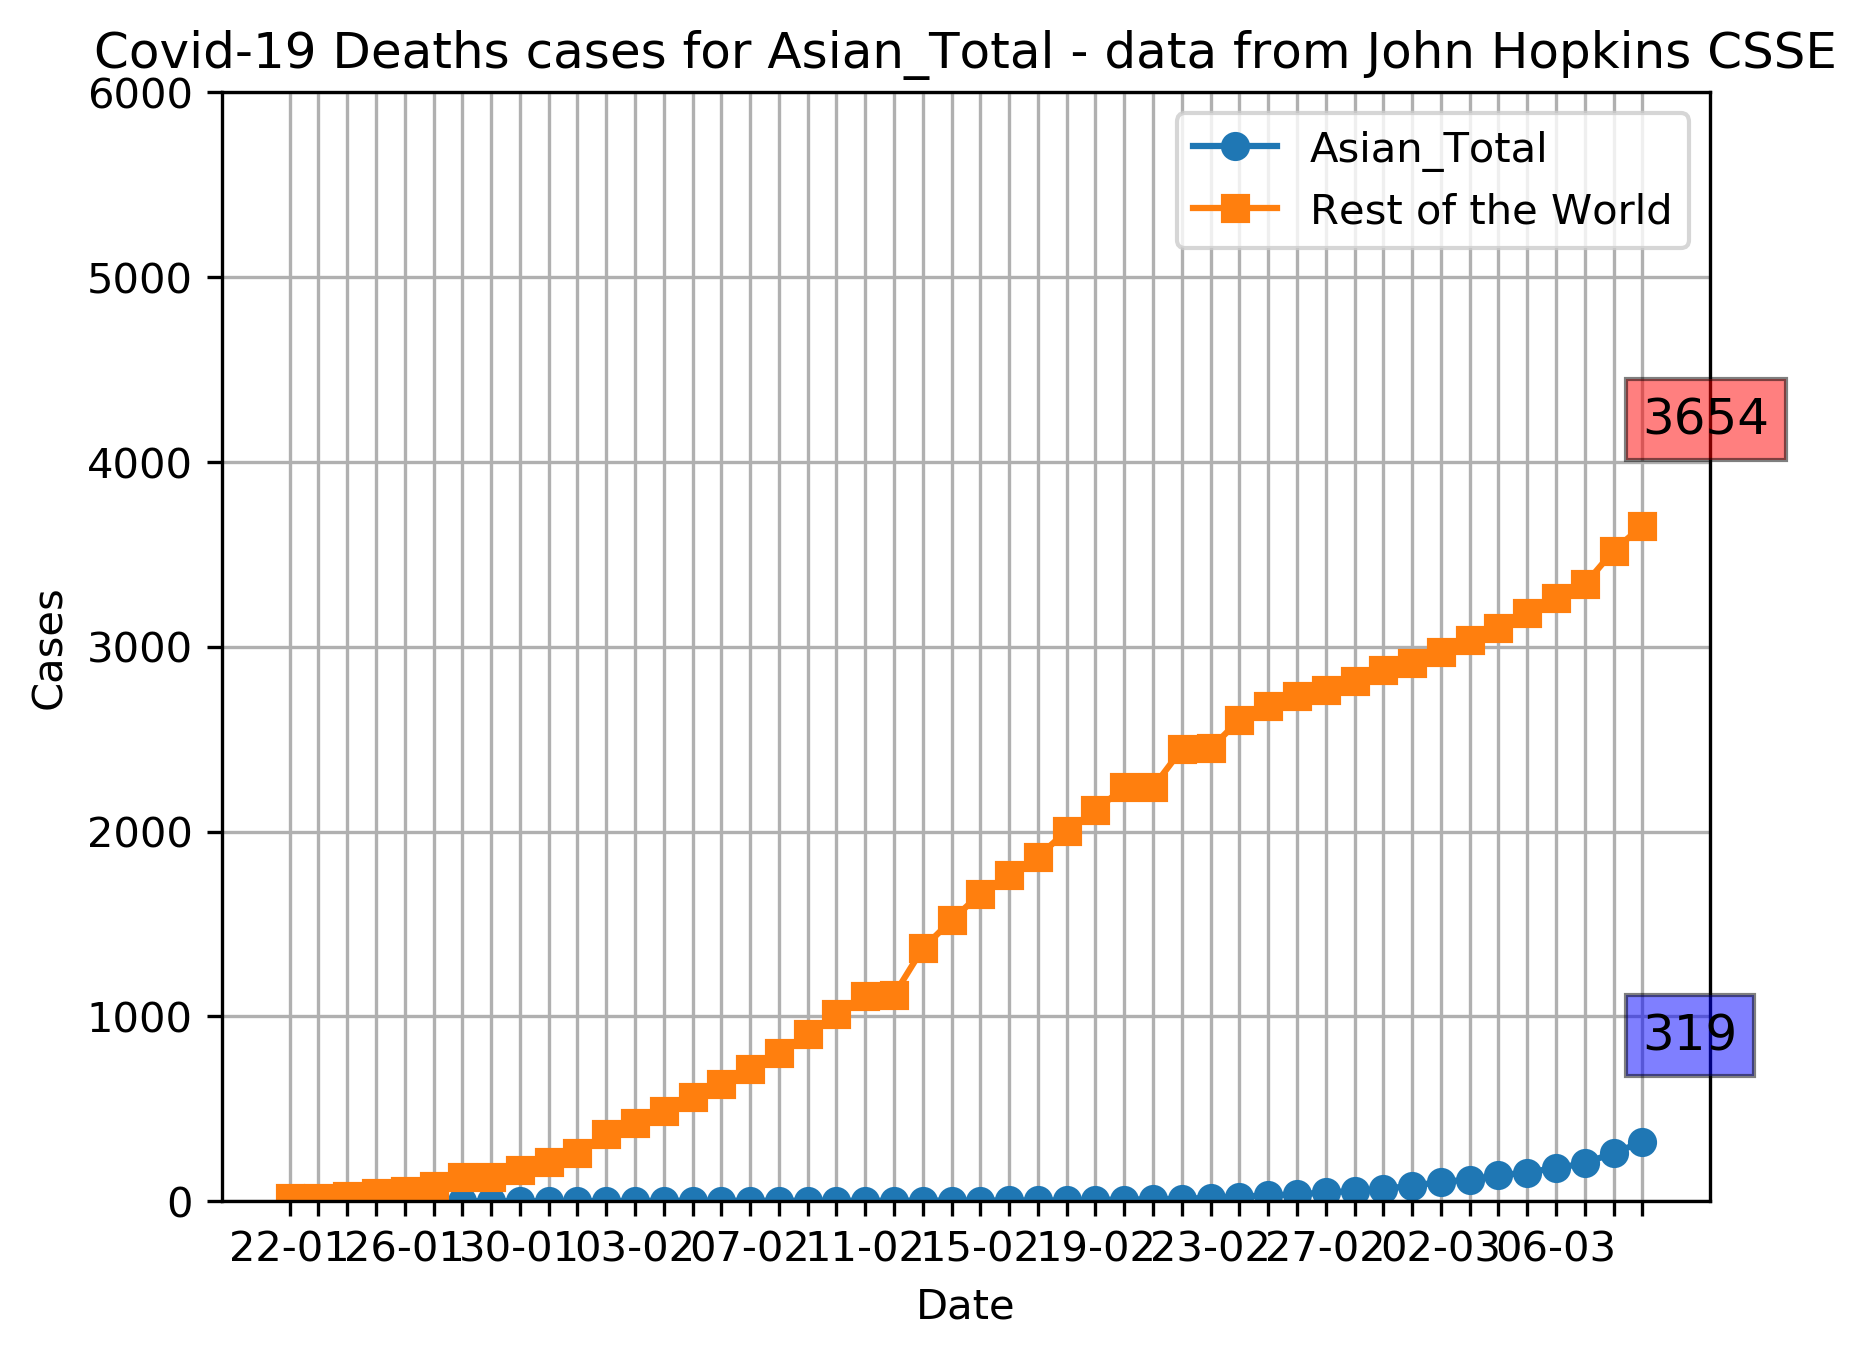 Covid-19 Deaths cases for Asian_Total - data from John Hopkins CSSE
6000
5000
4000
3000
2000
1000
0
Cases
Asian_Total
Rest of the World
3654
319
22-01 26-01 30-01 03-02 07-02 11-02 15-02 19-02 23-02 27-02 02-03 06-03
Date